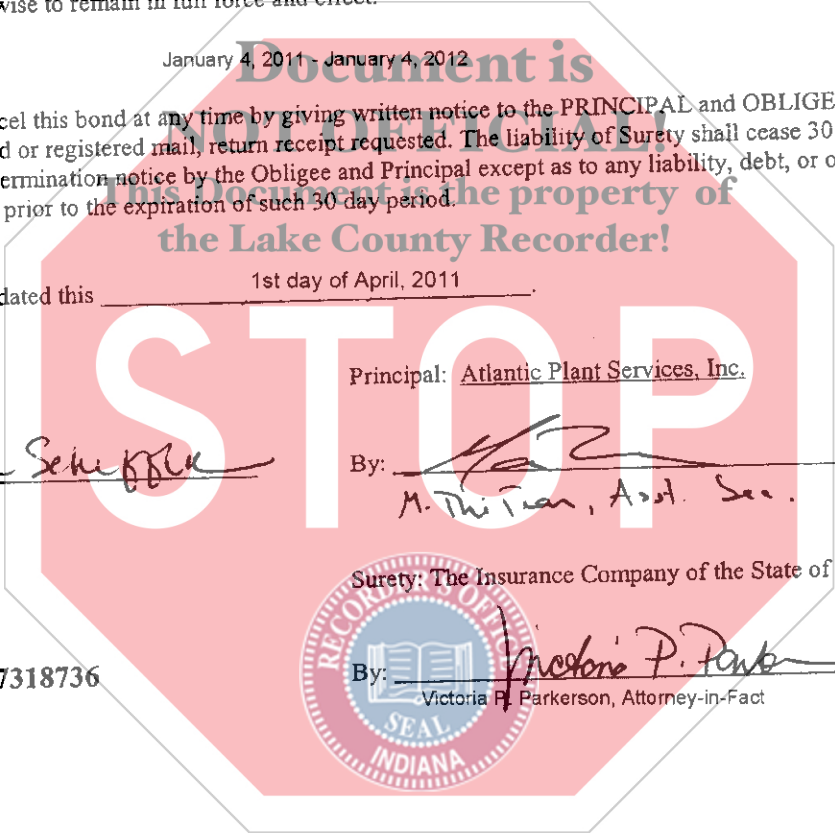 wise to remain in full force and effect.
January 4, 2011 - January 4, 2012
Document is
cel this bond at any time by giving written notice to the PRINCIPAL and OBLIGE
NOT OFFICIAL!
d or registered mail, return receipt requested. The liability of Surety shall cease 30
ermination notice by the Obligee and Principal except as to any liability, debt, or o
This Document is the property of
prior to the expiration of such 30 day period.
the Lake County Recorder!
dated this 1st day of April, 2011.
STOP
Principal: Atlantic Plant Services, Inc.
By:
M. Thi Tran, Asst. Sec.
Surety: The Insurance Company of the State of
RECORDER'S OFFICE
SEAL
INDIANA
7318736
By: Victoria P. Parker
Victoria P. Parkerson, Attorney-in-Fact